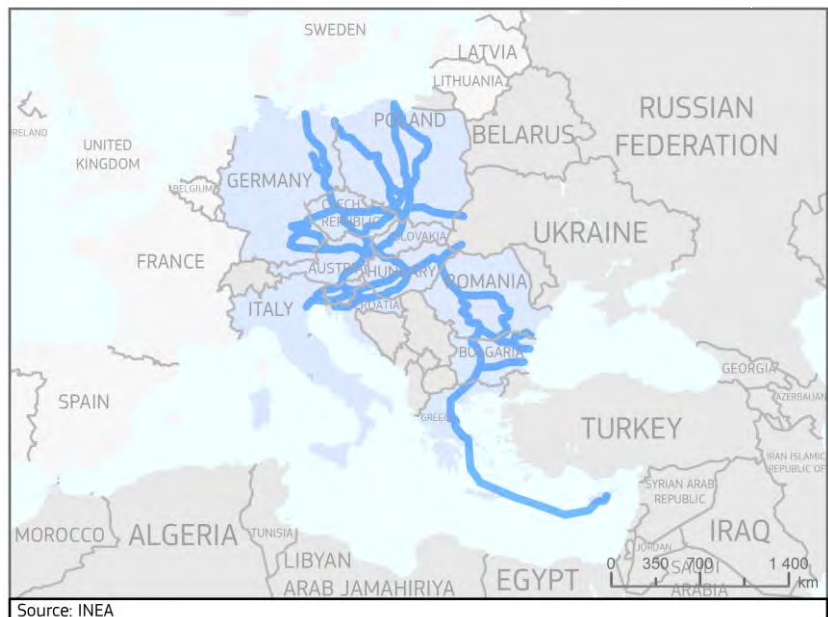 SWEDEN
LATVIA
LITHUANIA
RUSSIAN
FEDERATION
IRELAND
UNITED
KINGDOM
POLAND
BELARUS
BELGIUM
GERMANY
CZECH
REPUBLIC
UKRAINE
SLOVAKIA
FRANCE
AUSTRIA
HUNGARY
ROMANIA
ITALY
CROATIA
BULGARIA
GEORGIA
AZERBAIJAN
SPAIN
GREECE
TURKEY
IRAN ISLAMIC
REPUBLIC OF
SYRIAN ARAB
REPUBLIC
MOROCCO
ALGERIA
TUNISIA
IRAQ
JORDAN
LIBYAN
ARAB JAMAHIRIYA
EGYPT
SAUDI
ARABIA
0 350 700 1 400
km
Source: INEA